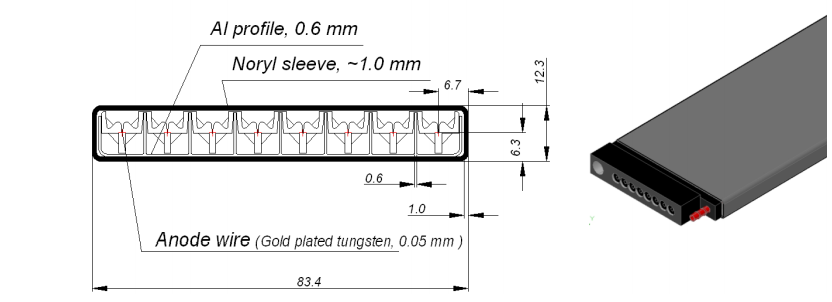 Al profile, 0.6 mm
Noryl sleeve, ~1.0 mm
6.7
12.3
6.3
0.6
1.0
Anode wire (Gold plated tungsten, 0.05 mm )
83.4